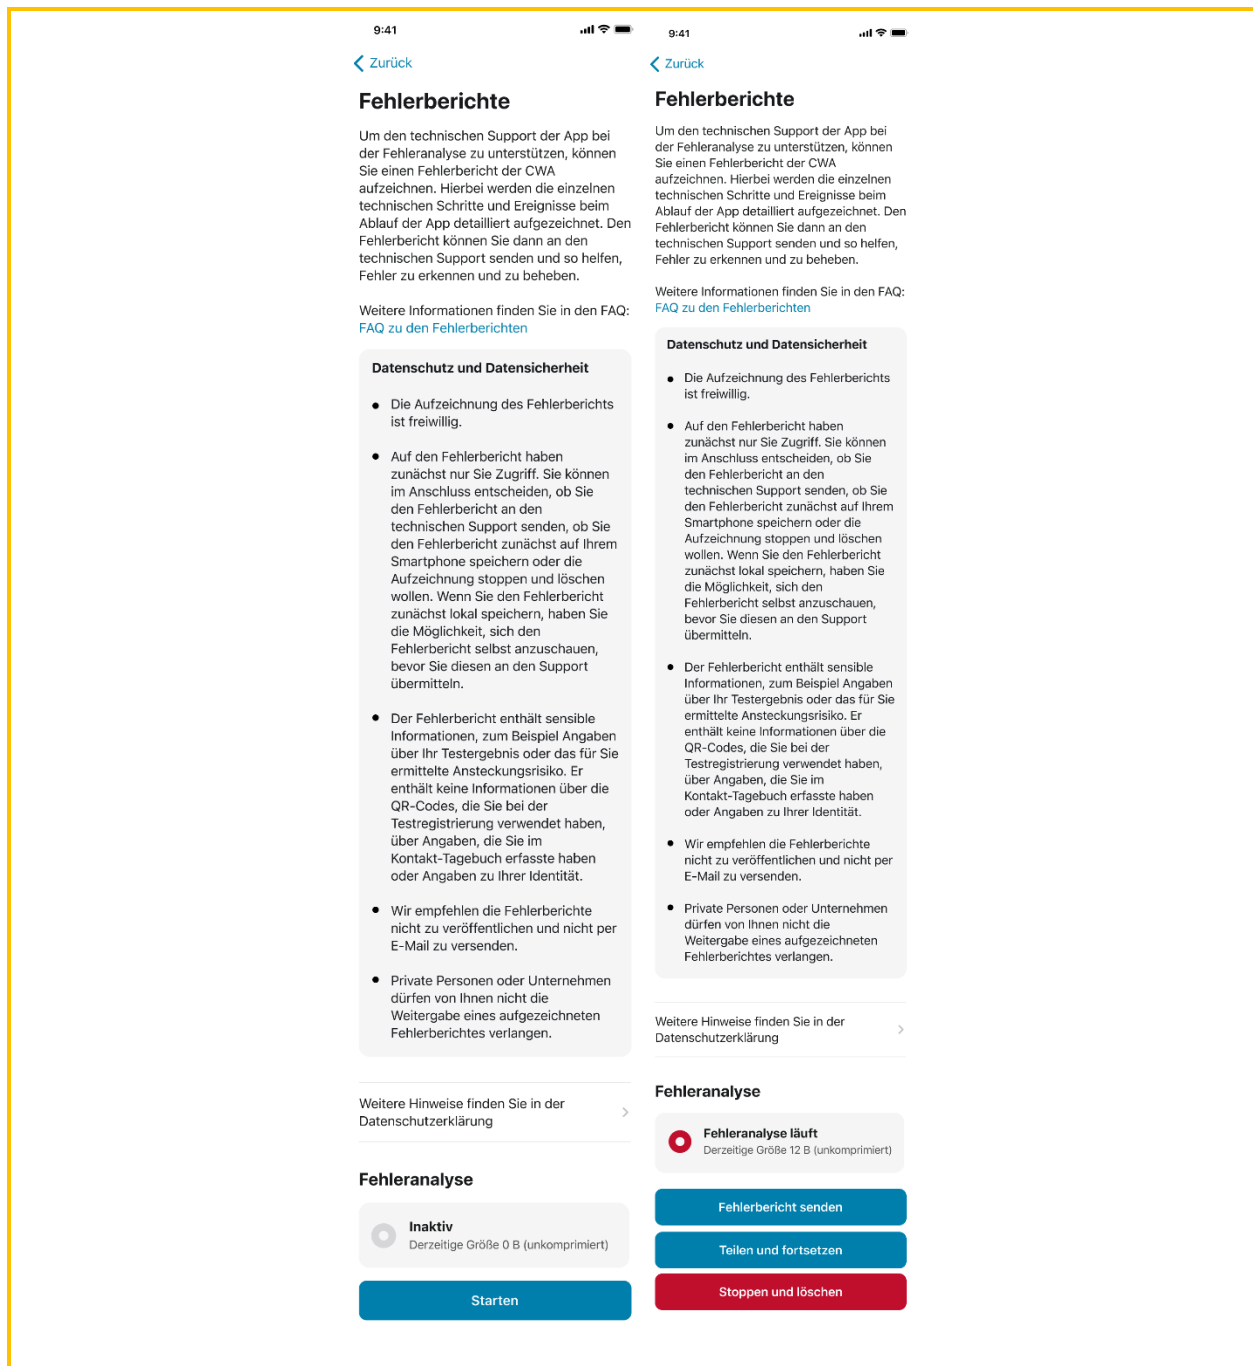 9:41
Zurück
Fehlerberichte
Um den technischen Support der App bei
der Fehleranalyse zu unterstützen, können
Sie einen Fehlerbericht der CWA
aufzeichnen. Hierbei werden die einzelnen
technischen Schritte und Ereignisse beim
Ablauf der App detailliert aufgezeichnet. Den
Fehlerbericht können Sie dann an den
technischen Support senden und so helfen,
Fehler zu erkennen und zu beheben.
Weitere Informationen finden Sie in den FAQ:
FAQ zu den Fehlerberichten
Datenschutz und Datensicherheit
• Die Aufzeichnung des Fehlerberichts
ist freiwillig.
• Auf den Fehlerbericht haben
zunächst nur Sie Zugriff. Sie können
im Anschluss entscheiden, ob Sie
den Fehlerbericht an den
technischen Support senden, ob Sie
den Fehlerbericht zunächst auf Ihrem
Smartphone speichern oder die
Aufzeichnung stoppen und löschen
wollen. Wenn Sie den Fehlerbericht
zunächst lokal speichern, haben Sie
die Möglichkeit, sich den
Fehlerbericht selbst anzuschauen,
bevor Sie diesen an den Support
übermitteln.
• Der Fehlerbericht enthält sensible
Informationen, zum Beispiel Angaben
über Ihr Testergebnis oder das für Sie
ermittelte Ansteckungsrisiko. Er
enthält keine Informationen über die
QR-Codes, die Sie bei der
Testregistrierung verwendet haben,
über Angaben, die Sie im
Kontakt-Tagebuch erfasste haben
oder Angaben zu Ihrer Identität.
• Wir empfehlen die Fehlerberichte
nicht zu veröffentlichen und nicht per
E-Mail zu versenden.
• Private Personen oder Unternehmen
dürfen von Ihnen nicht die
Weitergabe eines aufgezeichneten
Fehlerberichtes verlangen.
Weitere Hinweise finden Sie in der
Datenschutzerklärung
Fehleranalyse
Inaktiv
Derzeitige Größe 0 B (unkomprimiert)
Starten
9:41
Zurück
Fehlerberichte
Um den technischen Support der App bei
der Fehleranalyse zu unterstützen, können
Sie einen Fehlerbericht der CWA
aufzeichnen. Hierbei werden die einzelnen
technischen Schritte und Ereignisse beim
Ablauf der App detailliert aufgezeichnet. Den
Fehlerbericht können Sie dann an den
technischen Support senden und so helfen,
Fehler zu erkennen und zu beheben.
Weitere Informationen finden Sie in den FAQ:
FAQ zu den Fehlerberichten
Datenschutz und Datensicherheit
• Die Aufzeichnung des Fehlerberichts
ist freiwillig.
• Auf den Fehlerbericht haben
zunächst nur Sie Zugriff. Sie können
im Anschluss entscheiden, ob Sie
den Fehlerbericht an den
technischen Support senden, ob Sie
den Fehlerbericht zunächst auf Ihrem
Smartphone speichern oder die
Aufzeichnung stoppen und löschen
wollen. Wenn Sie den Fehlerbericht
zunächst lokal speichern, haben Sie
die Möglichkeit, sich den
Fehlerbericht selbst anzuschauen,
bevor Sie diesen an den Support
übermitteln.
• Der Fehlerbericht enthält sensible
Informationen, zum Beispiel Angaben
über Ihr Testergebnis oder das für Sie
ermittelte Ansteckungsrisiko. Er
enthält keine Informationen über die
QR-Codes, die Sie bei der
Testregistrierung verwendet haben,
über Angaben, die Sie im
Kontakt-Tagebuch erfasste haben
oder Angaben zu Ihrer Identität.
• Wir empfehlen die Fehlerberichte
nicht zu veröffentlichen und nicht per
E-Mail zu versenden.
• Private Personen oder Unternehmen
dürfen von Ihnen nicht die
Weitergabe eines aufgezeichneten
Fehlerberichtes verlangen.
Weitere Hinweise finden Sie in der
Datenschutzerklärung
Fehleranalyse
Fehleranalyse läuft
Derzeitige Größe 12 B (unkomprimiert)
Fehlerbericht senden
Teilen und fortsetzen
Stoppen und löschen